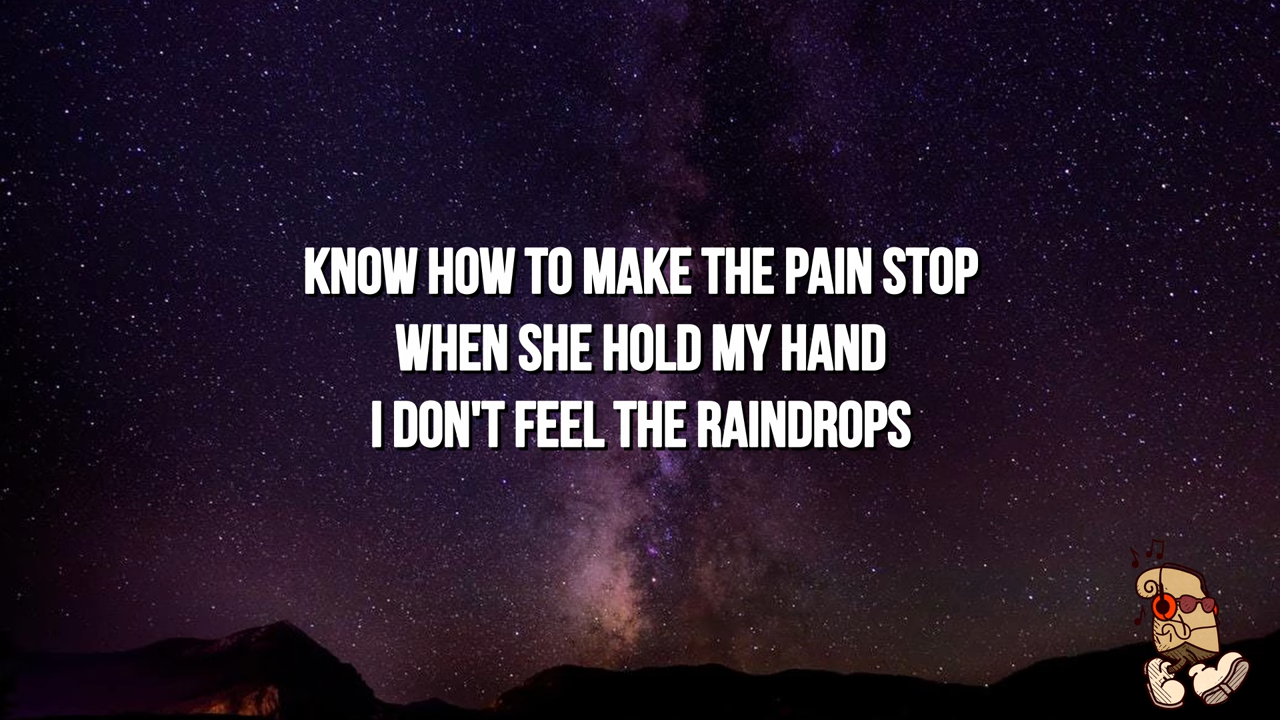 KNOW HOW TO MAKE THE PAIN STOP
WHEN SHE HOLD MY HAND
I DON'T FEEL THE RAINDROPS